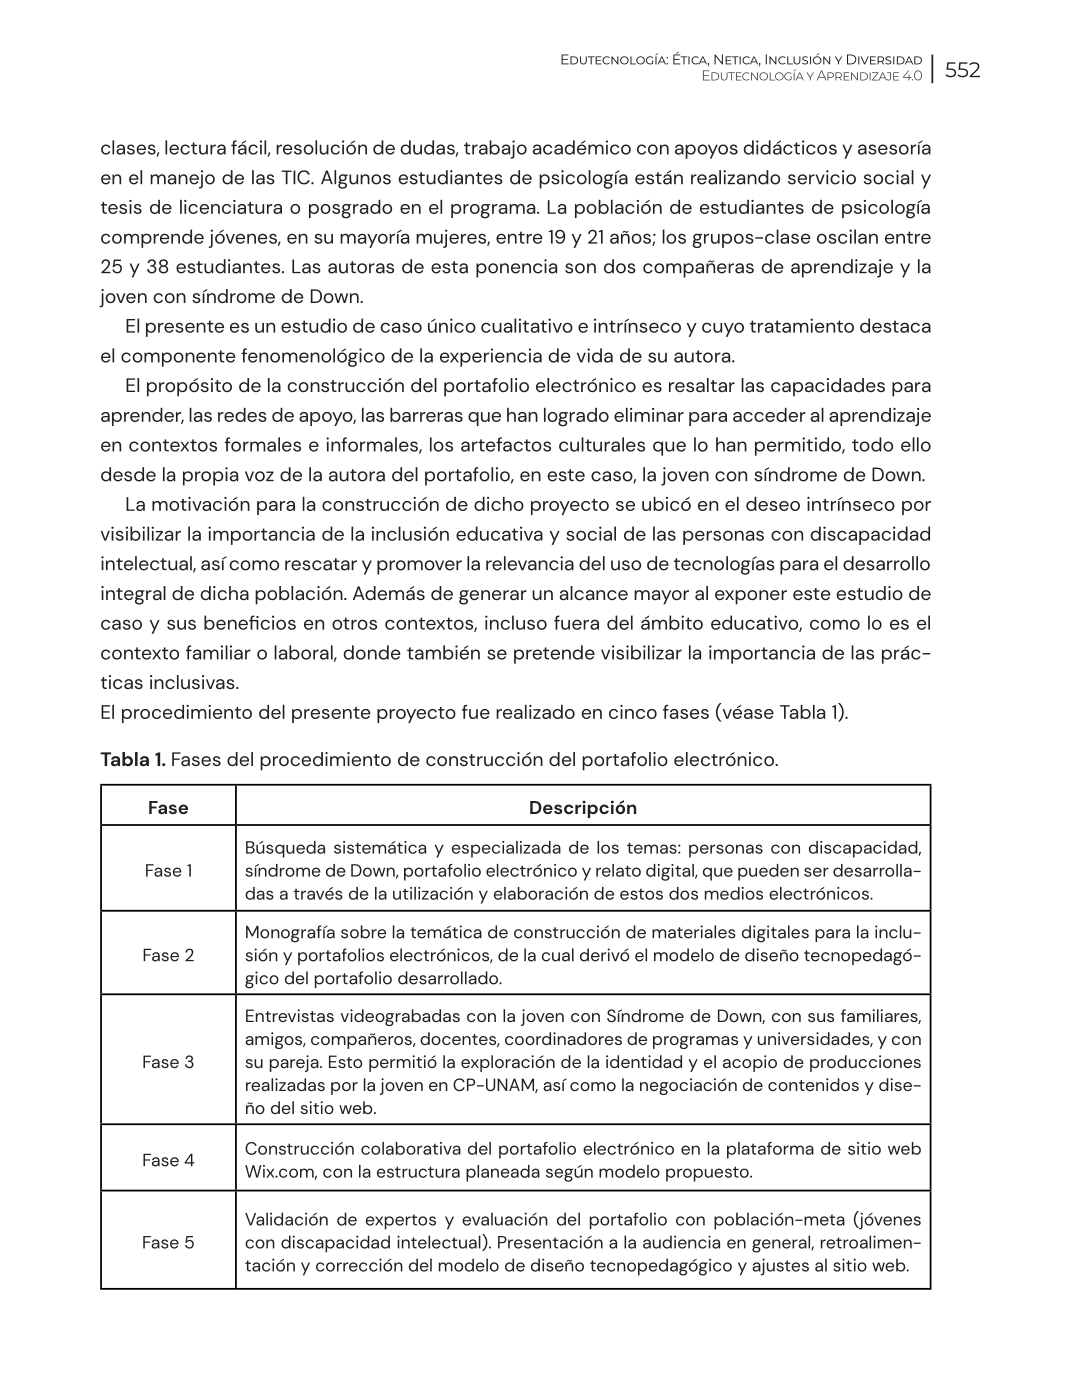 Edutecnología: Ética, Netica, Inclusión y Diversidad
Edutecnología y Aprendizaje 4.0
552
clases, lectura fácil, resolución de dudas, trabajo académico con apoyos didácticos y asesoría
en el manejo de las TIC. Algunos estudiantes de psicología están realizando servicio social y
tesis de licenciatura o posgrado en el programa. La población de estudiantes de psicología
comprende jóvenes, en su mayoría mujeres, entre 19 y 21 años; los grupos-clase oscilan entre
25 y 38 estudiantes. Las autoras de esta ponencia son dos compañeras de aprendizaje y la
joven con síndrome de Down.
El presente es un estudio de caso único cualitativo e intrínseco y cuyo tratamiento destaca
el componente fenomenológico de la experiencia de vida de su autora.
El propósito de la construcción del portafolio electrónico es resaltar las capacidades para
aprender, las redes de apoyo, las barreras que han logrado eliminar para acceder al aprendizaje
en contextos formales e informales, los artefactos culturales que lo han permitido, todo ello
desde la propia voz de la autora del portafolio, en este caso, la joven con síndrome de Down.
La motivación para la construcción de dicho proyecto se ubicó en el deseo intrínseco por
visibilizar la importancia de la inclusión educativa y social de las personas con discapacidad
intelectual, así como rescatar y promover la relevancia del uso de tecnologías para el desarrollo
integral de dicha población. Además de generar un alcance mayor al exponer este estudio de
caso y sus beneficios en otros contextos, incluso fuera del ámbito educativo, como lo es el
contexto familiar o laboral, donde también se pretende visibilizar la importancia de las prác-
ticas inclusivas.
El procedimiento del presente proyecto fue realizado en cinco fases (véase Tabla 1).
Tabla 1. Fases del procedimiento de construcción del portafolio electrónico.
Fase Descripción
Fase 1
Búsqueda sistemática y especializada de los temas: personas con discapacidad,
síndrome de Down, portafolio electrónico y relato digital, que pueden ser desarrolla-
das a través de la utilización y elaboración de estos dos medios electrónicos.
Fase 2
Monografía sobre la temática de construcción de materiales digitales para la inclu-
sión y portafolios electrónicos, de la cual derivó el modelo de diseño tecnopedagó-
gico del portafolio desarrollado.
Fase 3
Entrevistas videograbadas con la joven con Síndrome de Down, con sus familiares,
amigos, compañeros, docentes, coordinadores de programas y universidades, y con
su pareja. Esto permitió la exploración de la identidad y el acopio de producciones
realizadas por la joven en CP-UNAM, así como la negociación de contenidos y dise-
ño del sitio web.
Fase 4
Construcción colaborativa del portafolio electrónico en la plataforma de sitio web
Wix.com, con la estructura planeada según modelo propuesto.
Fase 5
Validación de expertos y evaluación del portafolio con población-meta (jóvenes
con discapacidad intelectual). Presentación a la audiencia en general, retroalimen-
tación y corrección del modelo de diseño tecnopedagógico y ajustes al sitio web.